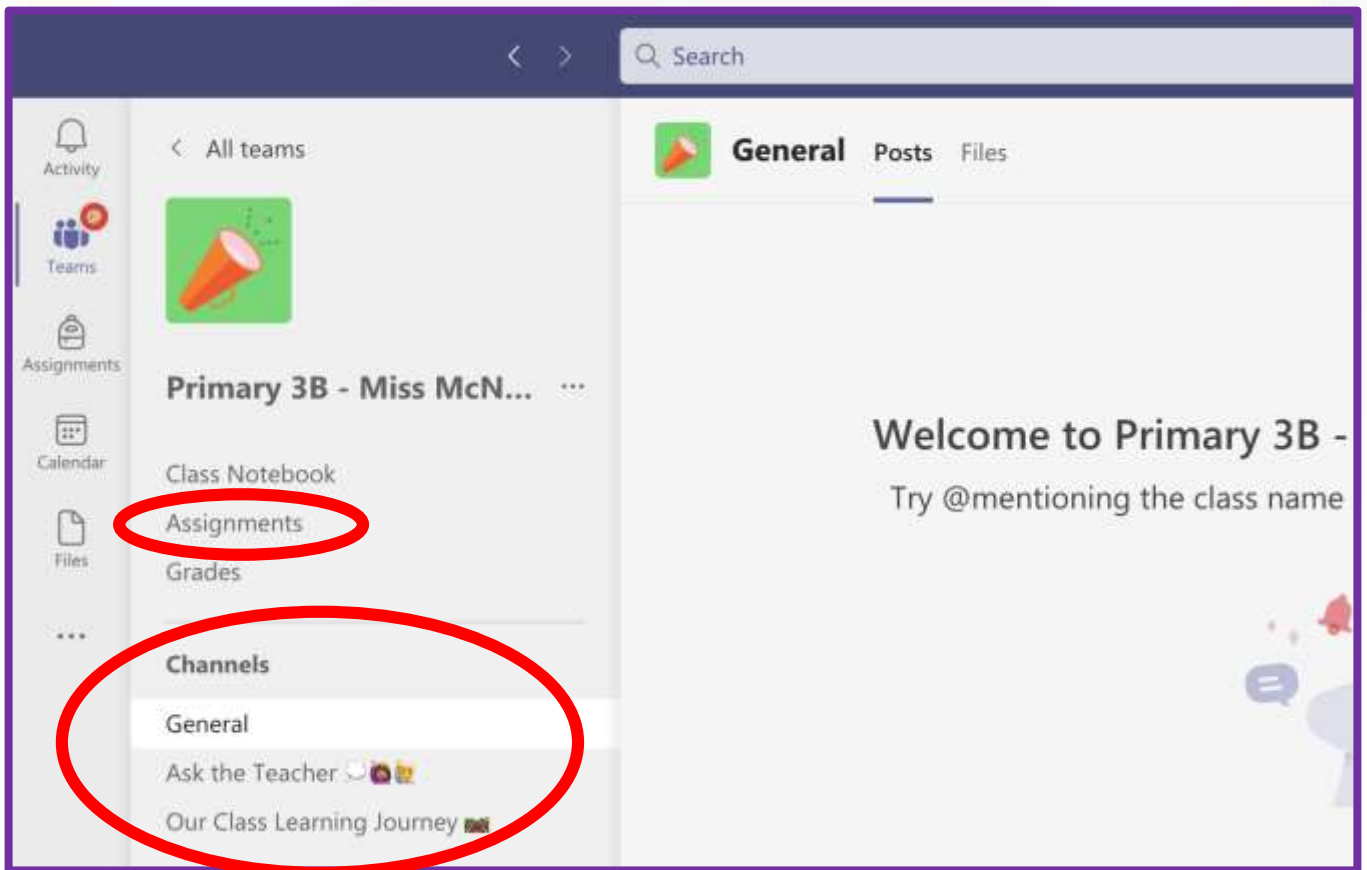 Search
Activity
Teams
Assignments
Calendar
Files
...
All teams
Primary 3B - Miss McN... ...
Class Notebook
Assignments
Grades
Channels
General
Ask the Teacher
Our Class Learning Journey
General Posts Files
Welcome to Primary 3B -
Try @mentioning the class name